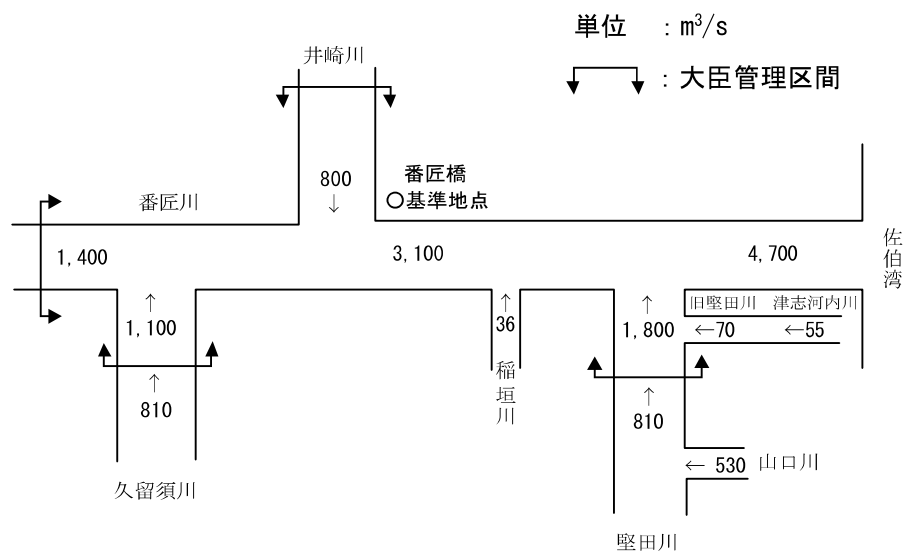 単位 : m³/s
: 大臣管理区間
井崎川
番匠川
800
↓
番匠橋
○基準地点
1,400
3,100
4,700
佐伯湾
↑
1,100
↑
810
久留須川
↑
36
稲垣川
↑
1,800
↑
810
旧堅田川
津志河内川
←70
←55
← 530
山口川
堅田川